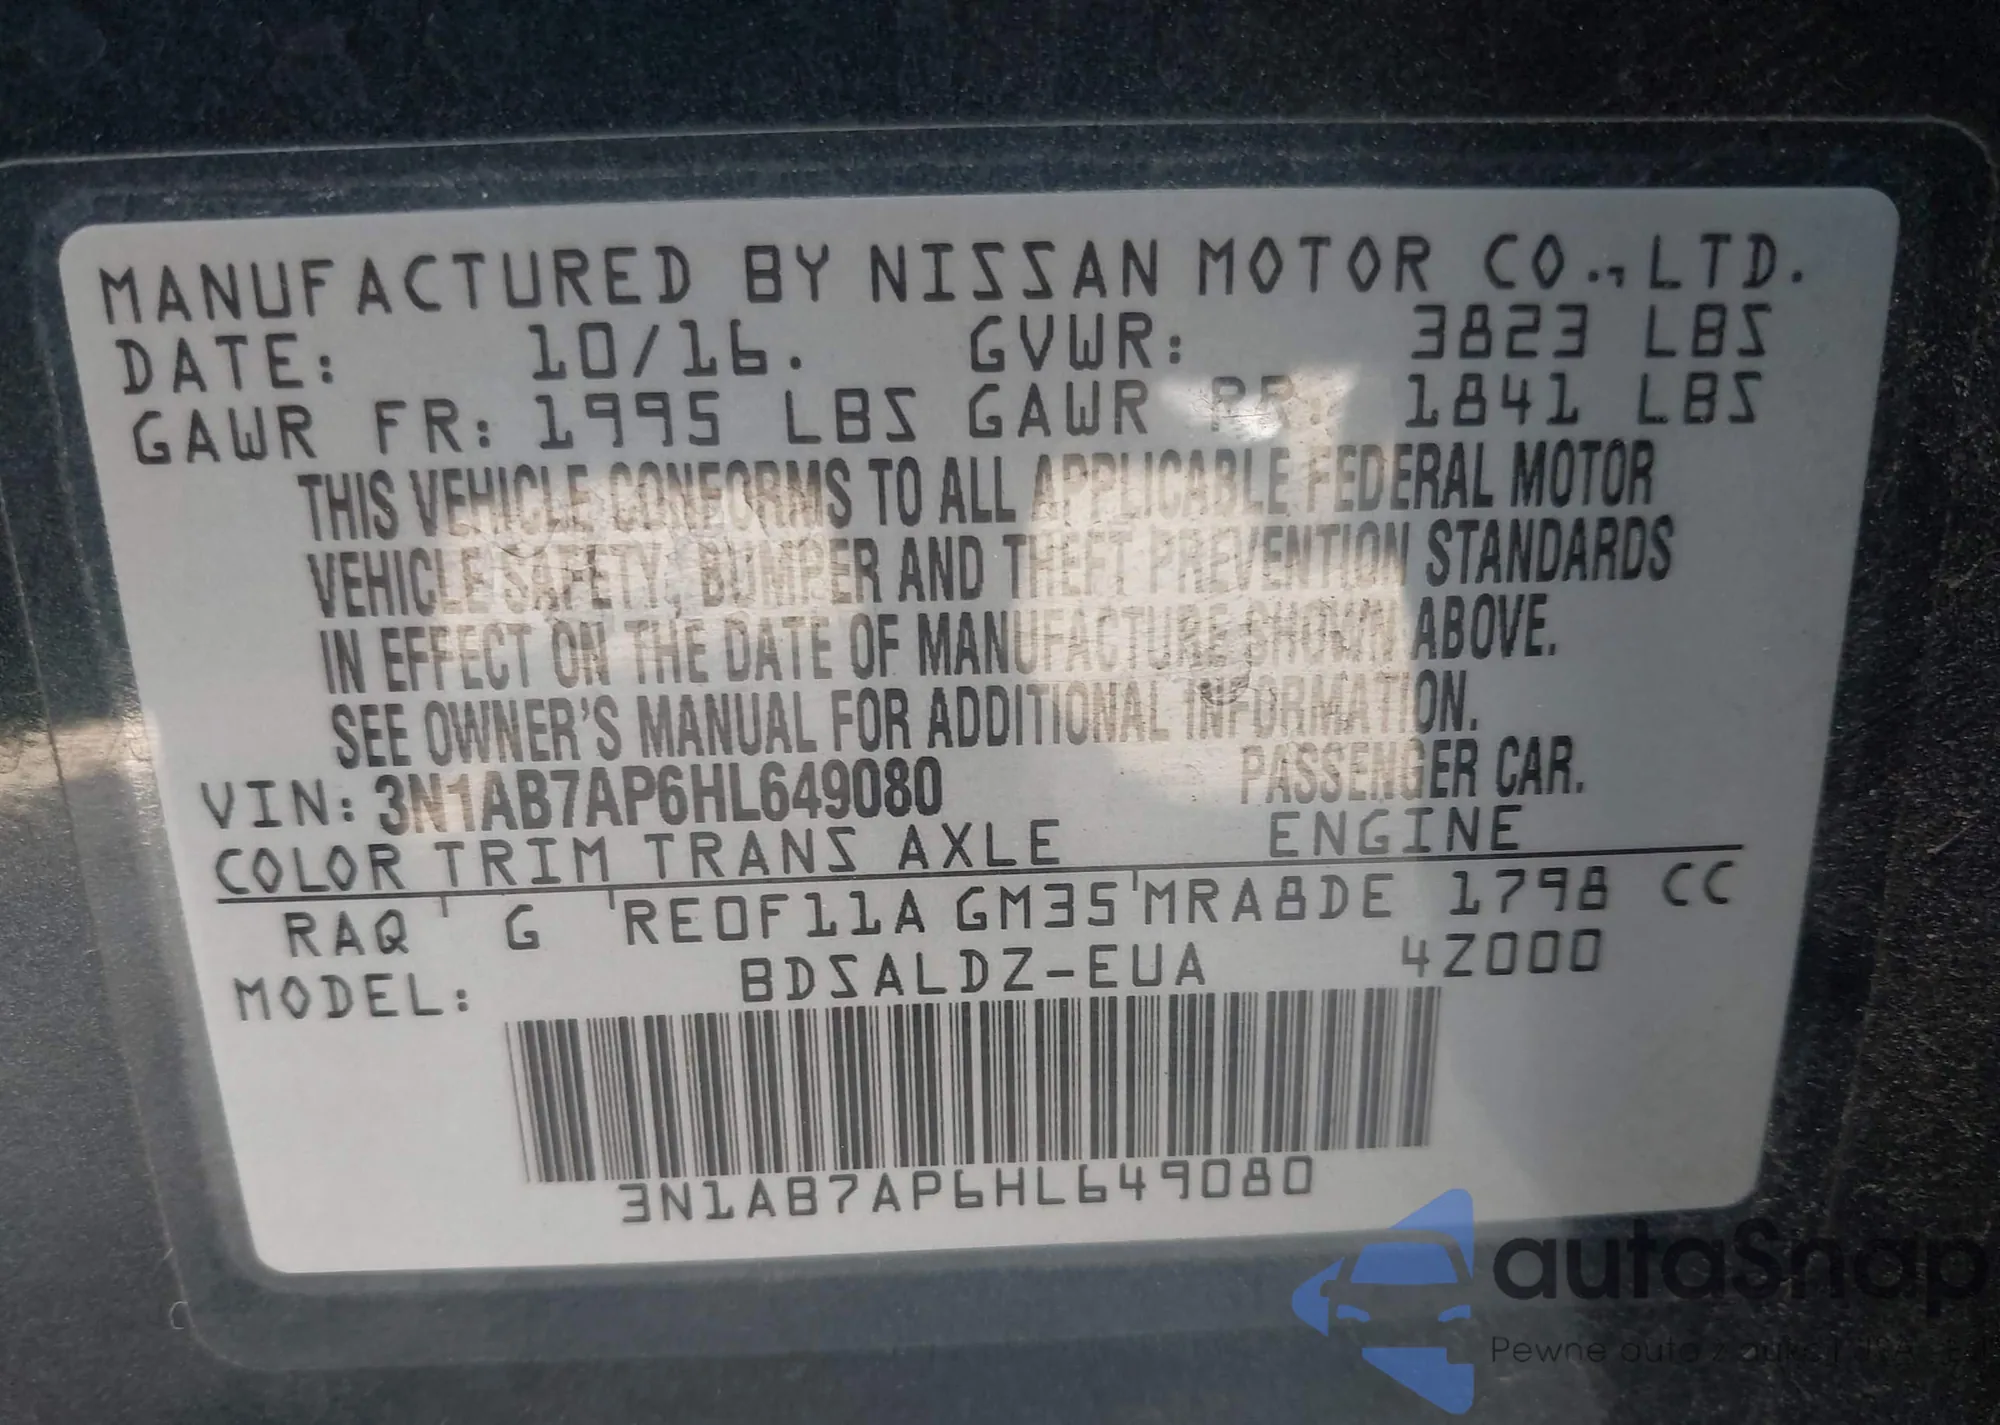 MANUFACTURED BY NISSAN MOTOR CO., LTD.
DATE: 10/16. GVWR: 3823 LBS
GAWR FR: 1995 LBS GAWR RR: 1841 LBS
THIS VEHICLE CONFORMS TO ALL APPLICABLE FEDERAL MOTOR
VEHICLE SAFETY, BUMPER AND THEFT PREVENTION STANDARDS
IN EFFECT ON THE DATE OF MANUFACTURE SHOWN ABOVE.
SEE OWNER'S MANUAL FOR ADDITIONAL INFORMATION.
VIN: 3N1AB7AP6HL649080 PASSENGER CAR.
COLOR TRIM TRANS AXLE ENGINE
RAQ G RE0F11A GM35 MRA8DE 1798 CC
MODEL: BDSALDZ-EUA 4Z000
3N1AB7AP6HL649080
autaSnap
Pewne auta z